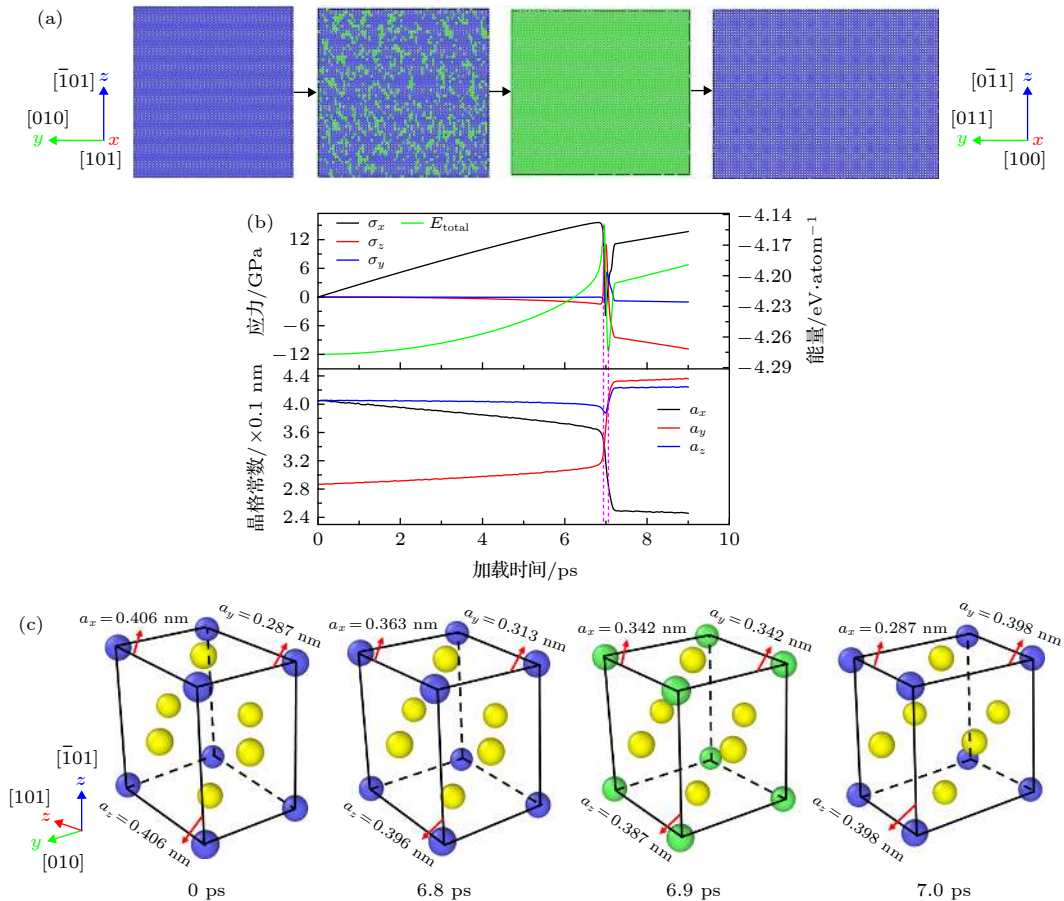 (a)
[1̄01]
z
[010]
y
x
[101]
[01̄1]
z
[011]
y
x
[100]
(b)
σx
Etotal
σz
σy
应力/GPa
12
6
0
−6
−12
−4.14
−4.17
−4.20
−4.23
−4.26
−4.29
能量/eV·atom−1
晶格常数/×0.1 nm
4.4
4.0
3.6
3.2
2.8
2.4
ax
ay
az
0 2 4 6 8 10
加载时间/ps
(c)
ax=0.406 nm
ay=0.287 nm
az=0.406 nm
ax=0.363 nm
ay=0.313 nm
az=0.396 nm
ax=0.342 nm
ay=0.342 nm
az=0.387 nm
ax=0.287 nm
ay=0.398 nm
az=0.398 nm
[1̄01]
z
[101]
z
y
[010]
0 ps 6.8 ps 6.9 ps 7.0 ps